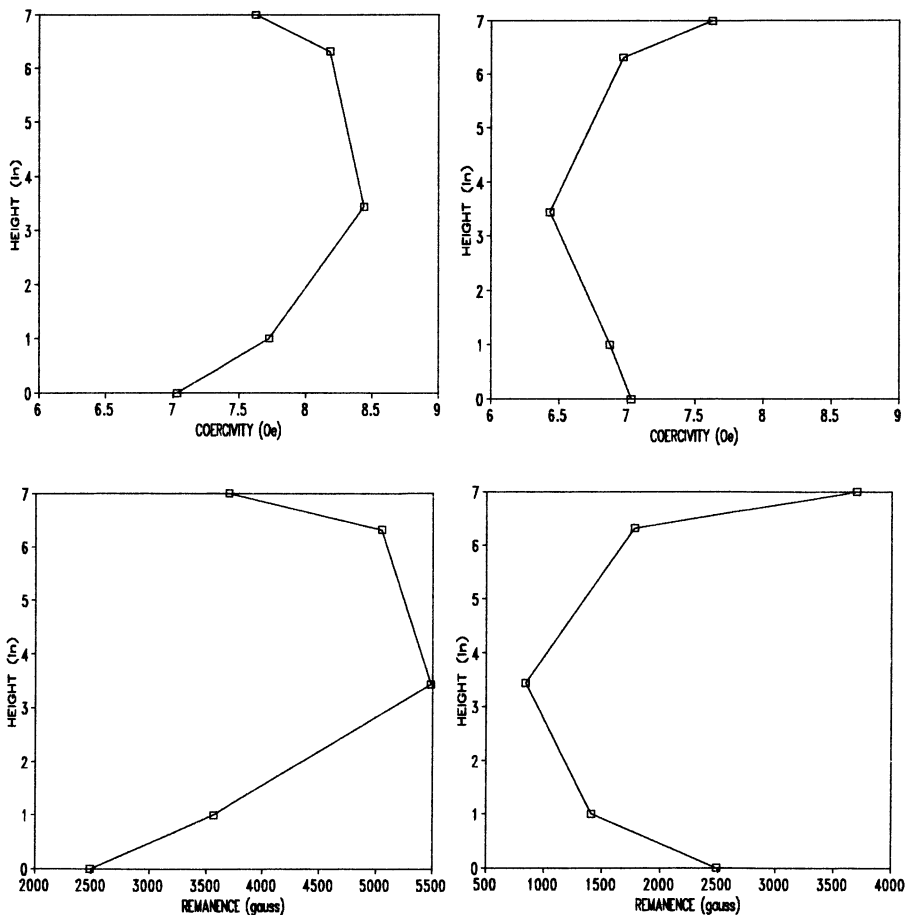 7
6
5
4
3
2
1
0
HEIGHT (In)
6 6.5 7 7.5 8 8.5 9
COERCIVITY (Oe)
7
6
5
4
3
2
1
0
HEIGHT (In)
6 6.5 7 7.5 8 8.5 9
COERCIVITY (Oe)
7
6
5
4
3
2
1
0
HEIGHT (In)
2000 2500 3000 3500 4000 4500 5000 5500
REMANENCE (gauss)
7
6
5
4
3
2
1
0
HEIGHT (In)
500 1000 1500 2000 2500 3000 3500 4000
REMANENCE (gauss)